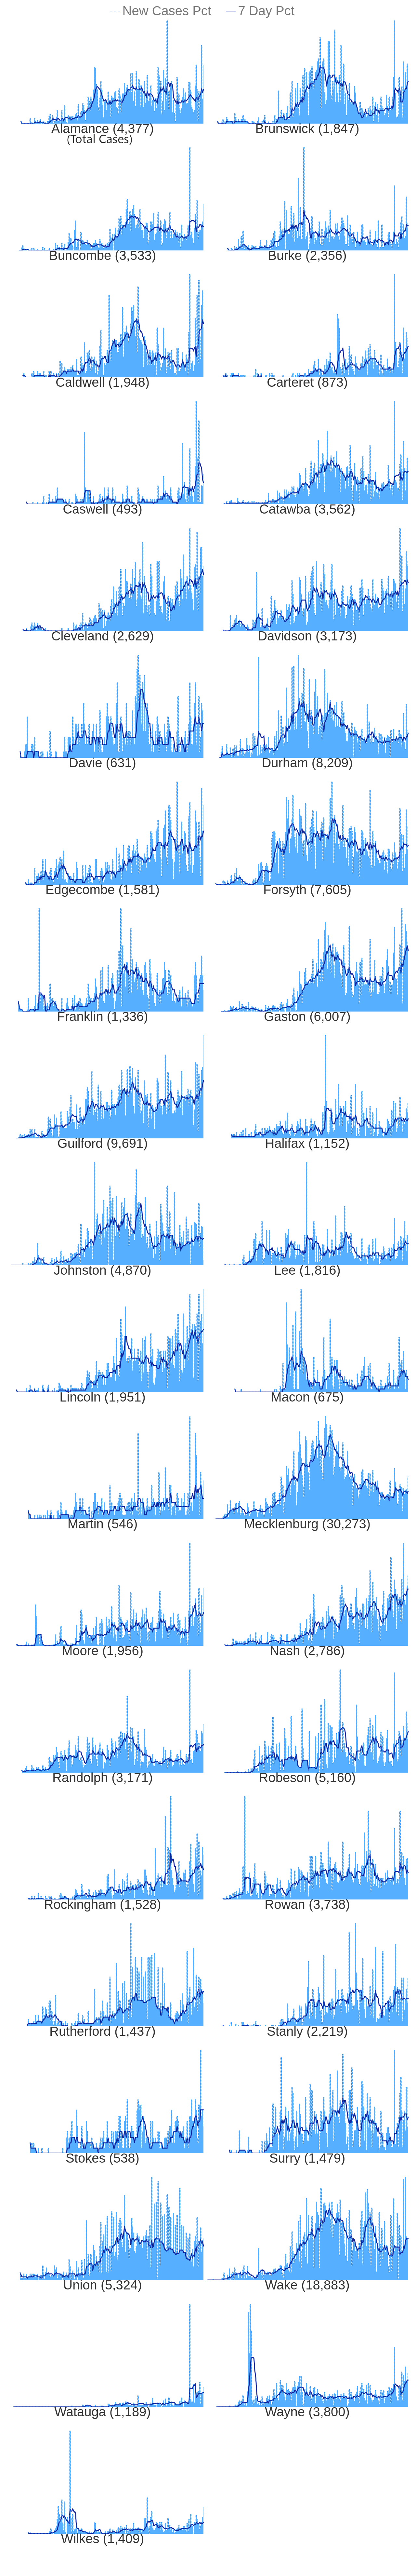 New Cases Pct 7 Day Pct
Alamance (4,377) Brunswick (1,847)
(Total Cases)
Buncombe (3,533) Burke (2,356)
Caldwell (1,948) Carteret (873)
Caswell (493) Catawba (3,562)
Cleveland (2,629) Davidson (3,173)
Davie (631) Durham (8,209)
Edgecombe (1,581) Forsyth (7,605)
Franklin (1,336) Gaston (6,007)
Guilford (9,691) Halifax (1,152)
Johnston (4,870) Lee (1,816)
Lincoln (1,951) Macon (675)
Martin (546) Mecklenburg (30,273)
Moore (1,956) Nash (2,786)
Randolph (3,171) Robeson (5,160)
Rockingham (1,528) Rowan (3,738)
Rutherford (1,437) Stanly (2,219)
Stokes (538) Surry (1,479)
Union (5,324) Wake (18,883)
Watauga (1,189) Wayne (3,800)
Wilkes (1,409)